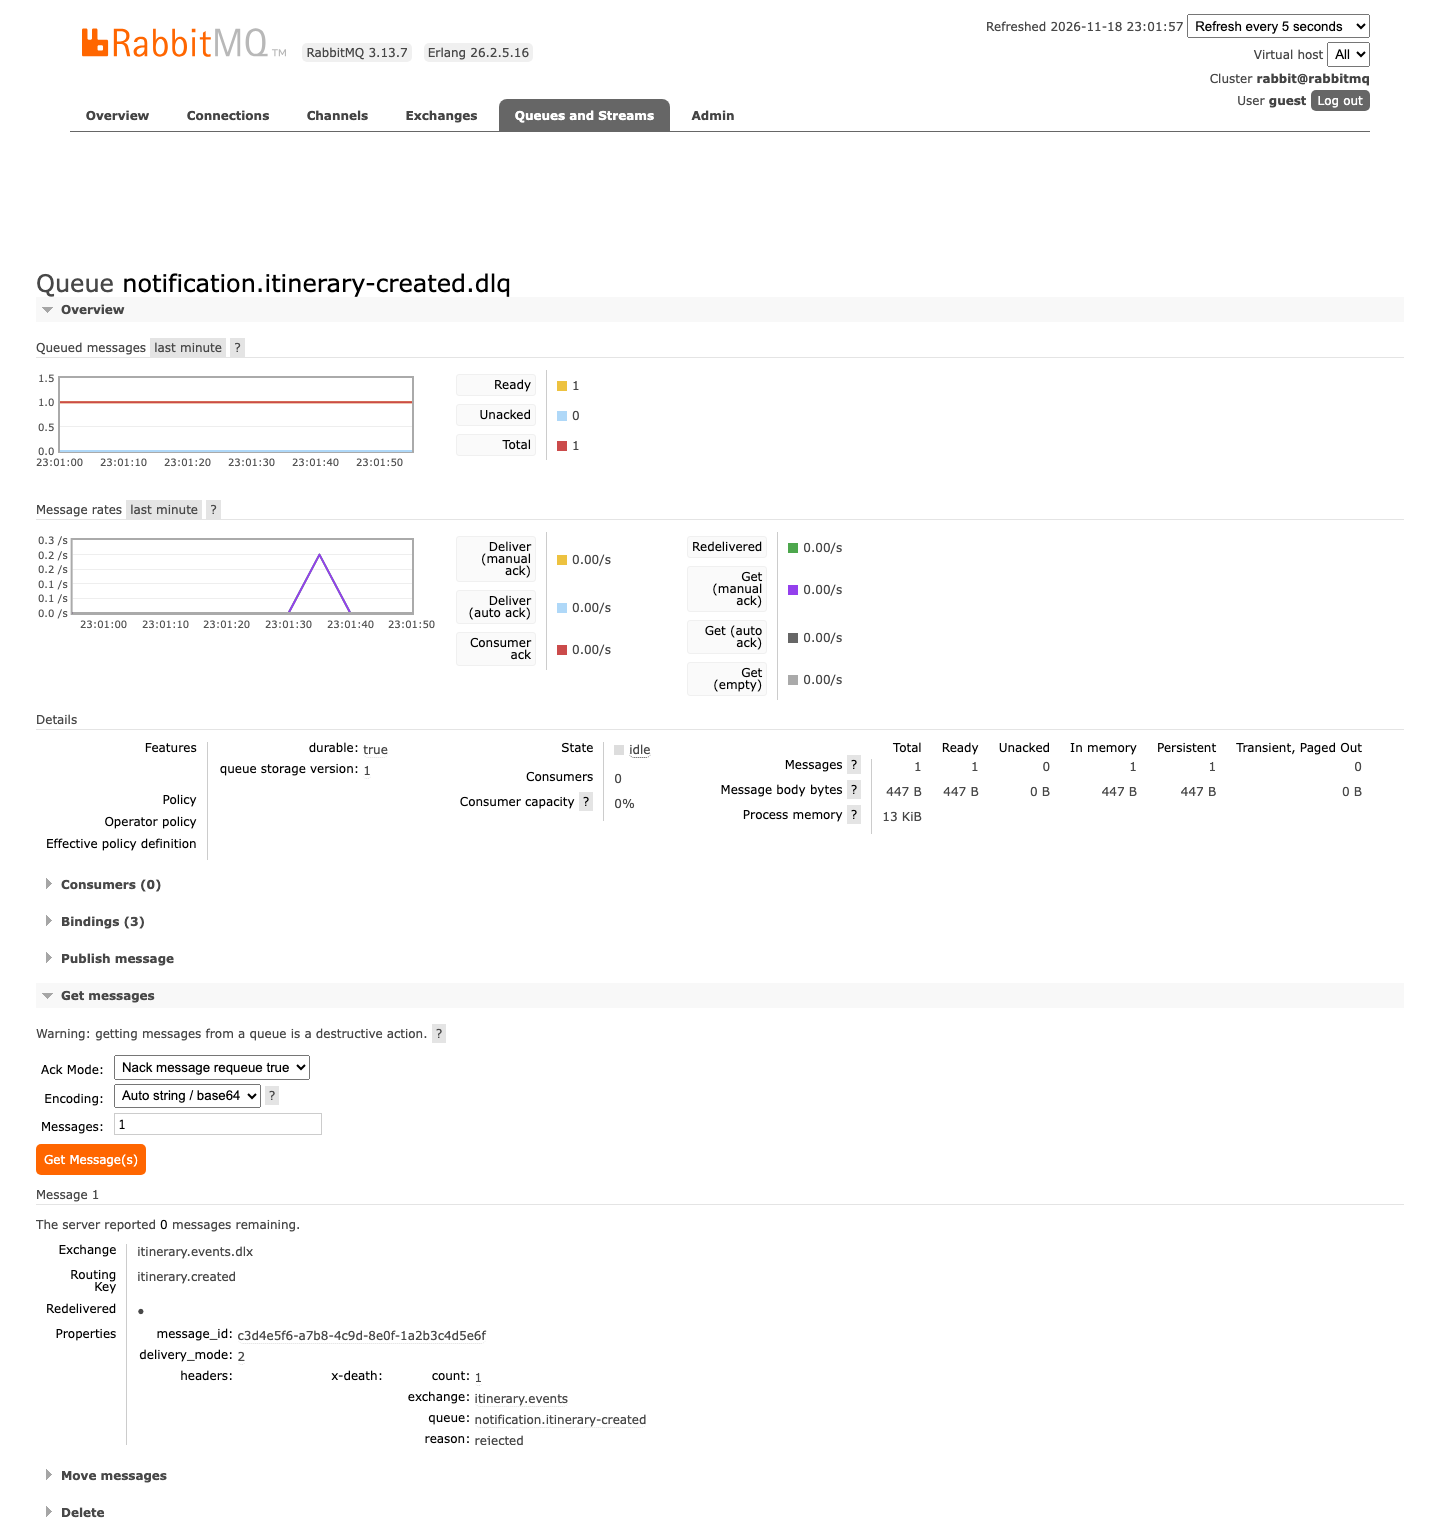 RabbitMQ TM RabbitMQ 3.13.7 Erlang 26.2.5.16
Refreshed 2026-11-18 23:01:57 Refresh every 5 seconds
Virtual host All
Cluster rabbit@rabbitmq
User guest Log out
Overview Connections Channels Exchanges Queues and Streams Admin
Queue notification.itinerary-created.dlq
Overview
Queued messages last minute ?
1.5
1.0
0.5
0.0
23:01:00 23:01:10 23:01:20 23:01:30 23:01:40 23:01:50
Ready 1
Unacked 0
Total 1
Message rates last minute ?
0.3 /s
0.2 /s
0.2 /s
0.1 /s
0.1 /s
0.0 /s
23:01:00 23:01:10 23:01:20 23:01:30 23:01:40 23:01:50
Deliver
(manual
ack)
0.00/s
Deliver
(auto ack)
0.00/s
Consumer
ack
0.00/s
Redelivered 0.00/s
Get
(manual
ack)
0.00/s
Get (auto
ack)
0.00/s
Get
(empty)
0.00/s
Details
Features durable: true
queue storage version: 1
Policy
Operator policy
Effective policy definition
State idle
Consumers 0
Consumer capacity ? 0%
Total Ready Unacked In memory Persistent Transient, Paged Out
Messages ? 1 1 0 1 1 0
Message body bytes ? 447 B 447 B 0 B 447 B 447 B 0 B
Process memory ? 13 KiB
Consumers (0)
Bindings (3)
Publish message
Get messages
Warning: getting messages from a queue is a destructive action. ?
Ack Mode: Nack message requeue true
Encoding: Auto string / base64 ?
Messages: 1
Get Message(s)
Message 1
The server reported 0 messages remaining.
Exchange itinerary.events.dlx
Routing
Key
itinerary.created
Redelivered ●
Properties message_id: c3d4e5f6-a7b8-4c9d-8e0f-1a2b3c4d5e6f
delivery_mode: 2
headers: x-death: count: 1
exchange: itinerary.events
queue: notification.itinerary-created
reason: rejected
Move messages
Delete